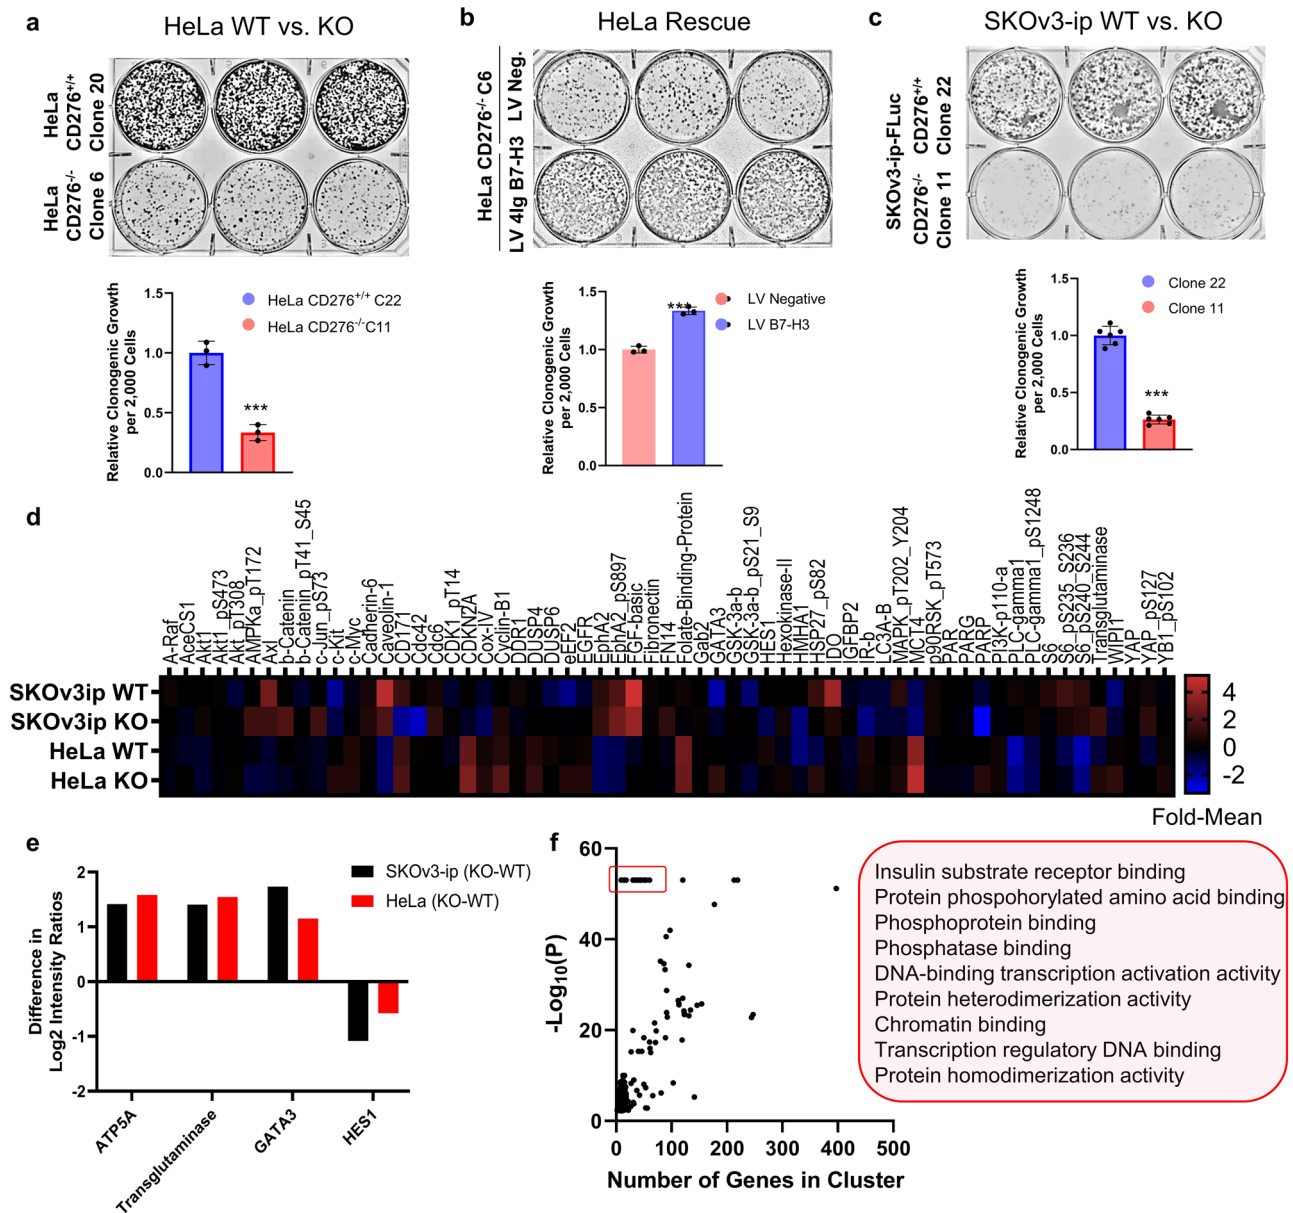 a
HeLa WT vs. KO
HeLa
CD276+/+
Clone 20
HeLa
CD276-/-
Clone 6
1.5
1.0
0.5
0.0
Relative Clonogenic Growth
per 2,000 Cells
***
HeLa CD276+/+ C22
HeLa CD276-/-C11
b
HeLa Rescue
HeLa CD276-/- C6
LV Neg.
LV 4Ig B7-H3
1.5
1.0
0.5
0.0
Relative Clonogenic Growth
per 2,000 Cells
***
LV Negative
LV B7-H3
c
SKOv3-ip WT vs. KO
SKOv3-ip-FLuc
CD276-/- CD276+/+
Clone 11 Clone 22
1.5
1.0
0.5
0.0
Relative Clonogenic Growth
per 2,000 Cells
***
Clone 22
Clone 11
d
A-Raf
AceCS1
Akt1
Akt1_pS473
Akt_pT308
AMPKa_pT172
Axl
b-Catenin
b-Catenin_pT41_S45
c-Jun_pS73
c-Kit
c-Myc
Cadherin-6
Caveolin-1
CD171
Cdc42
Cdc6
CDK1_pT14
CDKN2A
Cox-IV
Cyclin-B1
DDR1
DUSP4
DUSP6
eEF2
EGFR
EphA2
EphA2_pS897
FGF-basic
Fibronectin
FN14
Folate-Binding-Protein
Gab2
GATA3
GSK-3a-b
GSK-3a-b_pS21_S9
HES1
Hexokinase-II
HMHA1
HSP27_pS82
IDO
IGFBP2
IR-b
LC3A-B
MAPK_pT202_Y204
MCT4
p90RSK_pT573
PAR
PARG
PARP
PI3K-p110-a
PLC-gamma1
PLC-gamma1_pS1248
S6
S6_pS235_S236
S6_pS240_S244
Transglutaminase
WIPI1
YAP
YAP_pS127
YB1_pS102
SKOv3ip WT
SKOv3ip KO
HeLa WT
HeLa KO
4
2
0
-2
Fold-Mean
e
2
1
0
-1
-2
Difference in
Log2 Intensity Ratios
SKOv3-ip (KO-WT)
HeLa (KO-WT)
ATP5A
Transglutaminase
GATA3
HES1
f
60
40
20
0
-Log10(P)
0 100 200 300 400 500
Number of Genes in Cluster
Insulin substrate receptor binding
Protein phospohorylated amino acid binding
Phosphoprotein binding
Phosphatase binding
DNA-binding transcription activation activity
Protein heterodimerization activity
Chromatin binding
Transcription regulatory DNA binding
Protein homodimerization activity